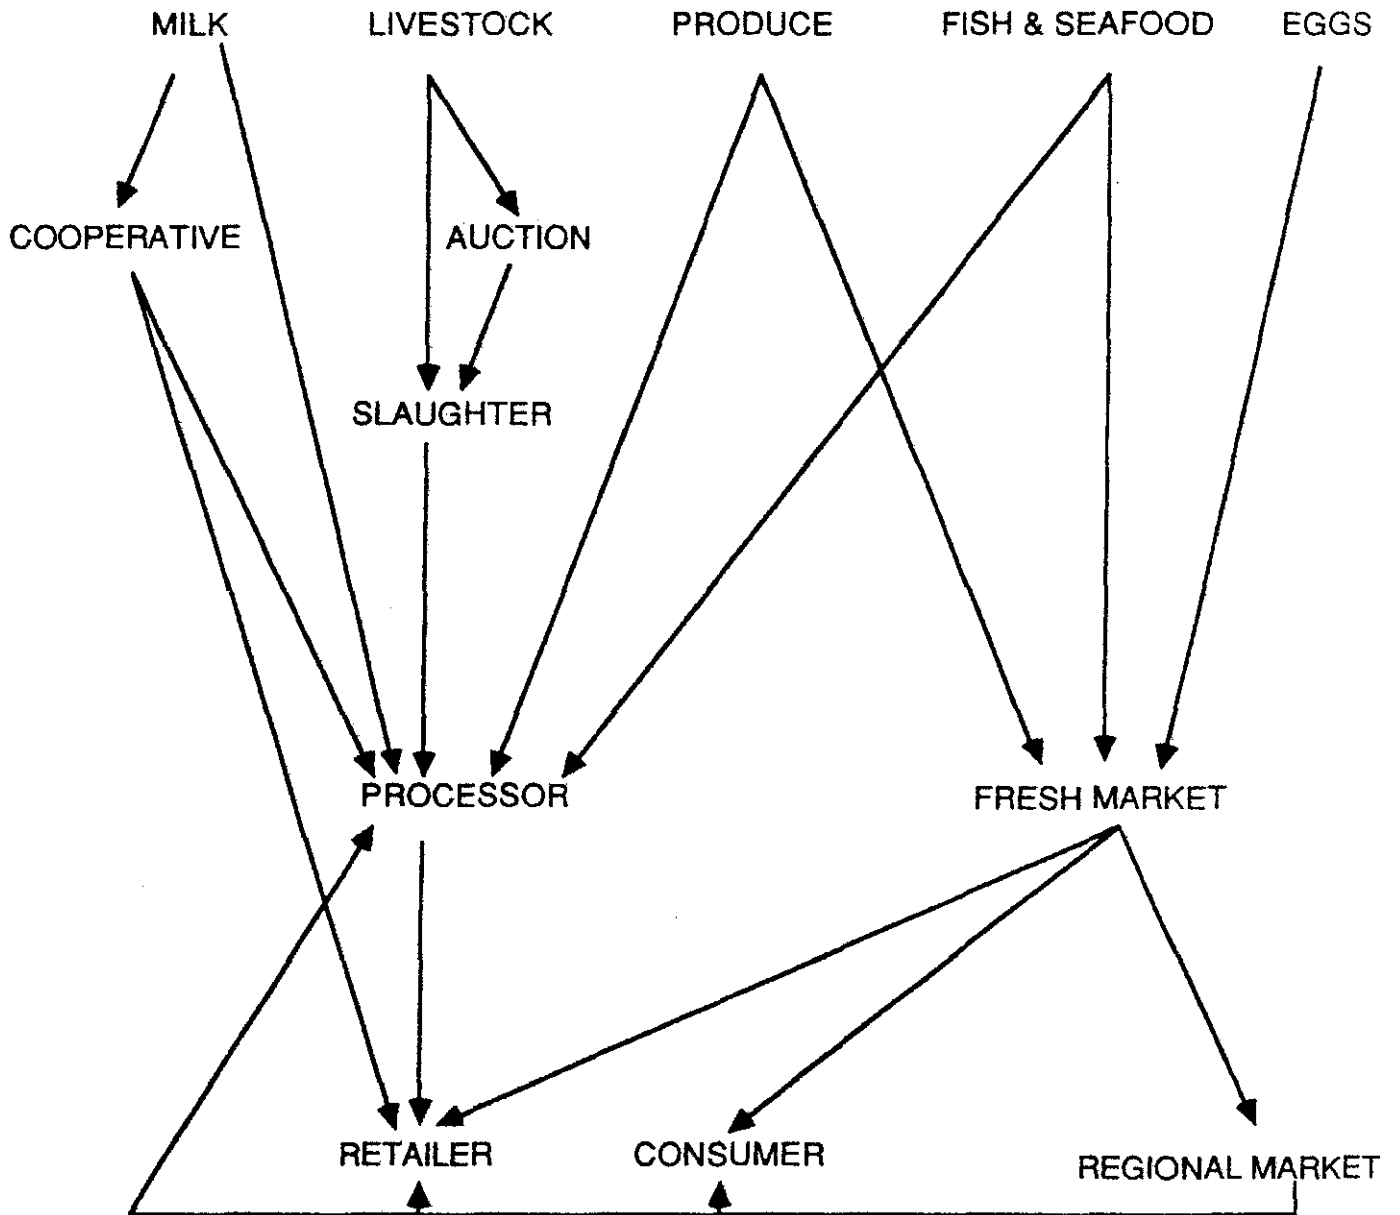 MILK
LIVESTOCK
PRODUCE
FISH & SEAFOOD
EGGS
COOPERATIVE
AUCTION
SLAUGHTER
PROCESSOR
FRESH MARKET
RETAILER
CONSUMER
REGIONAL MARKET